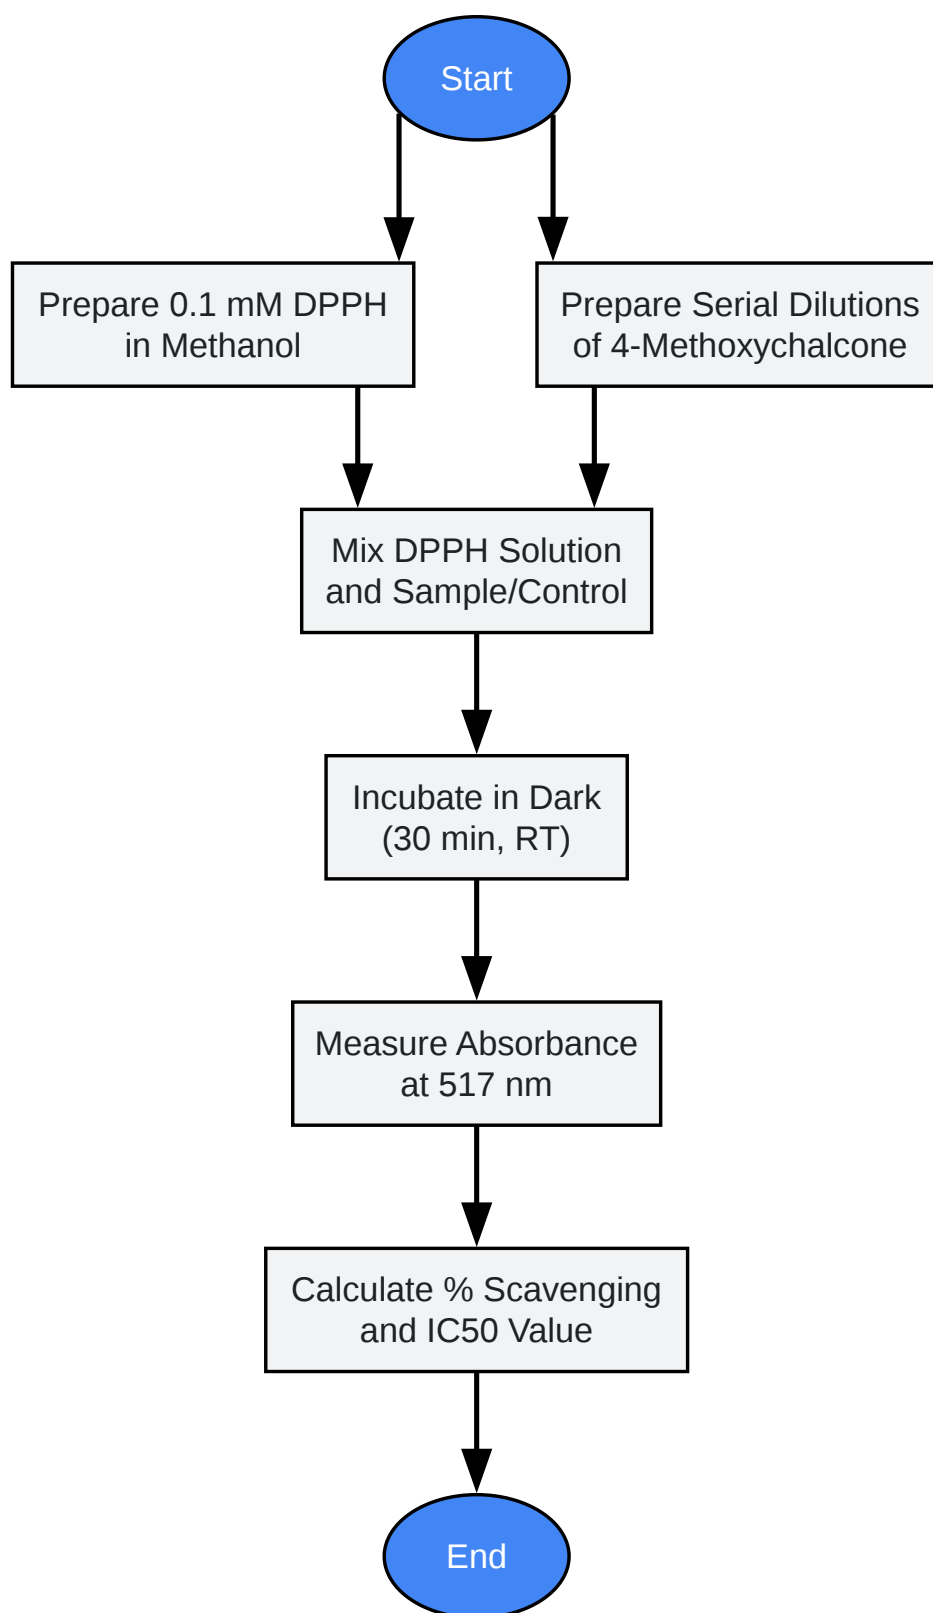 Start
Prepare 0.1 mM DPPH
in Methanol
Prepare Serial Dilutions
of 4-Methoxychalcone
Mix DPPH Solution
and Sample/Control
Incubate in Dark
(30 min, RT)
Measure Absorbance
at 517 nm
Calculate % Scavenging
and IC50 Value
End